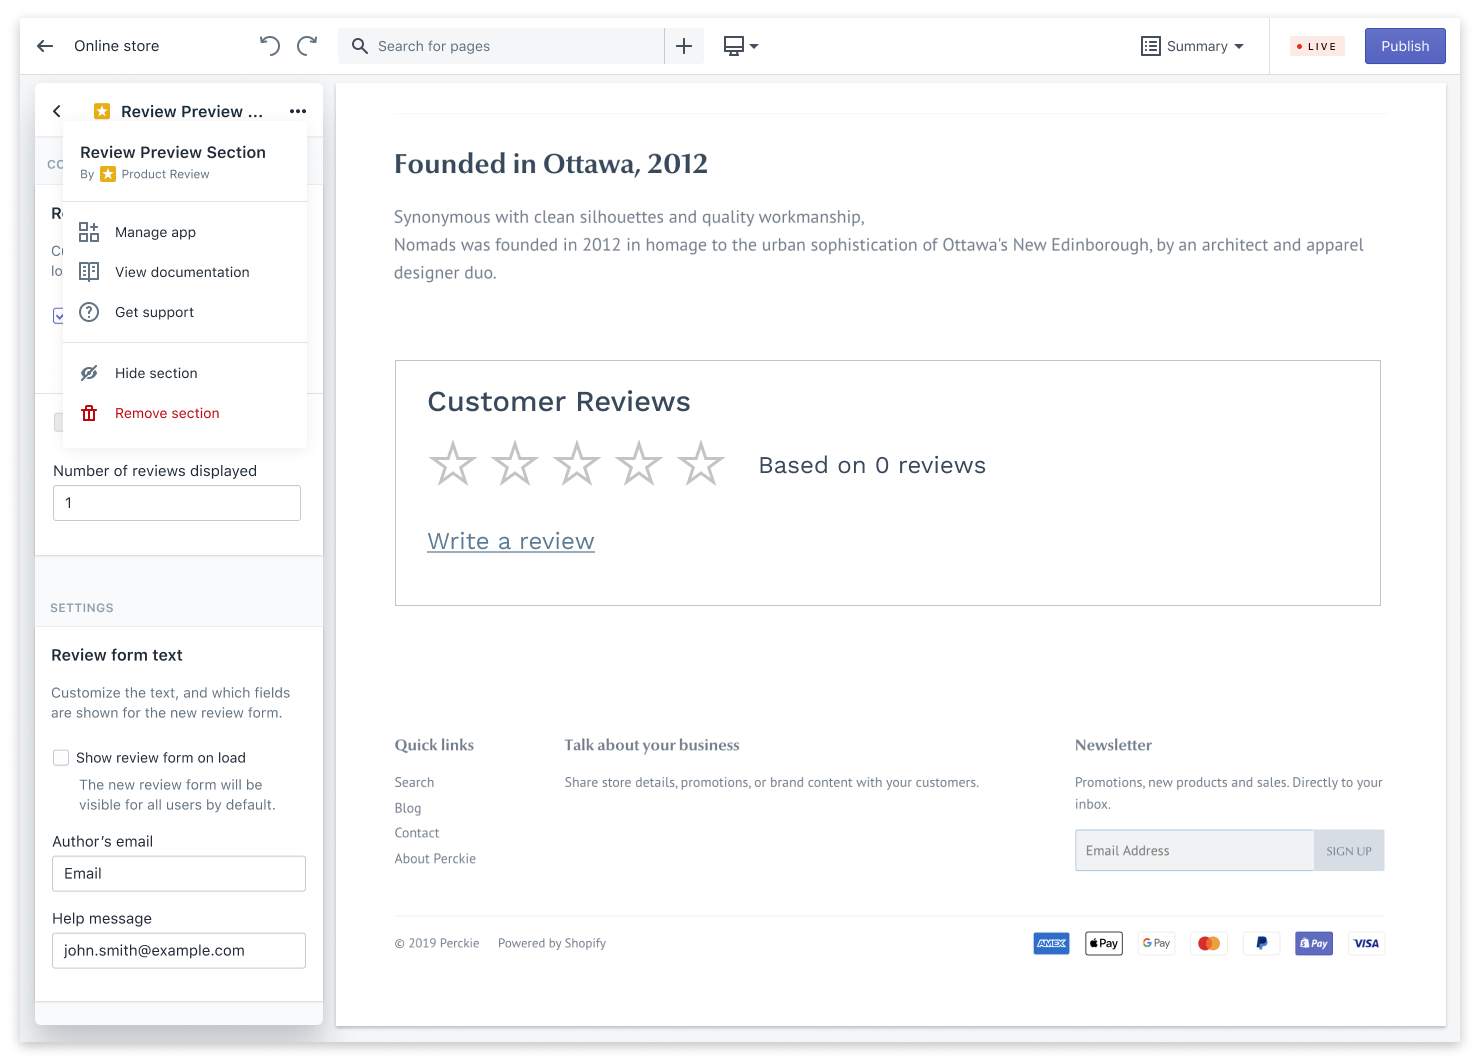 Online store
Search for pages
Summary
LIVE
Publish
Review Preview ...
Review Preview Section
By Product Review
Manage app
View documentation
Get support
Hide section
Remove section
Number of reviews displayed
1
SETTINGS
Review form text
Customize the text, and which fields
are shown for the new review form.
Show review form on load
The new review form will be
visible for all users by default.
Author's email
Email
Help message
john.smith@example.com
Founded in Ottawa, 2012
Synonymous with clean silhouettes and quality workmanship,
Nomads was founded in 2012 in homage to the urban sophistication of Ottawa's New Edinborough, by an architect and apparel
designer duo.
Customer Reviews
Based on 0 reviews
Write a review
Quick links
Search
Blog
Contact
About Perckie
Talk about your business
Share store details, promotions, or brand content with your customers.
Newsletter
Promotions, new products and sales. Directly to your
inbox.
Email Address
SIGN UP
© 2019 Perckie
Powered by Shopify
AMEX
Pay
G Pay
Pay
VISA